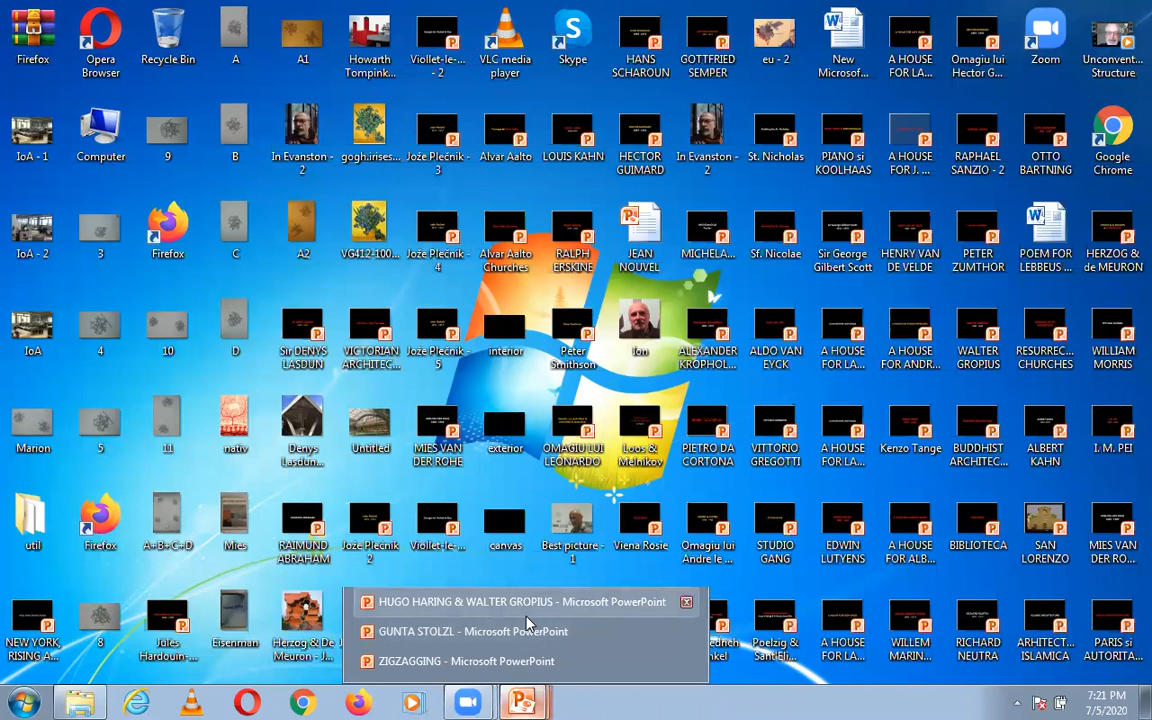 Firefox
Opera
Browser
Recycle Bin
A
A1
Howarth
Tompink...
Viollet-le-...
- 2
VLC media
player
Skype
HANS
SCHAROUN
GOTTFRIED
SEMPER
eu - 2
New
Microsof...
A HOUSE
FOR LA...
Omagiu lui
Hector G...
Zoom
Unconvent...
Structure
IoA - 1
Computer
9
B
In Evanston -
2
gogh.irises...
Jože Plečnik -
3
Alvar Aalto
LOUIS KAHN
HECTOR
GUIMARD
In Evanston -
2
St. Nicholas
PIANO si
KOOLHAAS
A HOUSE
FOR J. ...
RAPHAEL
SANZIO - 2
OTTO
BARTNING
Google
Chrome
IoA - 2
3
Firefox
C
A2
VG412-100...
Jože Plečnik -
4
Alvar Aalto
Churches
RALPH
ERSKINE
JEAN
NOUVEL
MICHELA...
Sf. Nicolae
Sir George
Gilbert Scott
HENRY VAN
DE VELDE
PETER
ZUMTHOR
POEM FOR
LEBBEUS ...
HERZOG &
de MEURON
IoA
4
10
D
Sir DENYS
LASDUN
VICTORIAN
ARCHITEC...
Jože Plečnik -
5
interior
Peter
Smithson
Ion
ALEXANDER
KROPHOL...
ALDO VAN
EYCK
A HOUSE
FOR LA...
A HOUSE
FOR ANDR...
WALTER
GROPIUS
RESURREC...
CHURCHES
WILLIAM
MORRIS
Marion
5
11
nativ
Denys
Lasdun...
Untitled
MIES VAN
DER ROHE
exterior
OMAGIU LUI
LEONARDO
Loos &
Melnikov
PIETRO DA
CORTONA
VITTORIO
GREGOTTI
A HOUSE
FOR LA...
Kenzo Tange
BUDDHIST
ARCHITEC...
ALBERT
KAHN
I. M. PEI
util
Firefox
A+B+C+D
Mies
RAIMUND
ABRAHAM
Jože Plečnik
2
Viollet-le-...
canvas
Best picture -
1
Viena Rosie
Omagiu lui
Andre le ...
STUDIO
GANG
EDWIN
LUTYENS
A HOUSE
FOR ALB...
BIBLIOTECA
SAN
LORENZO
MIES VAN
DER RO...
NEW YORK,
RISING A...
8
Jules
Hardouin-...
Eisenman
Herzog & De
Meuron - J...
HUGO HARING & WALTER GROPIUS - Microsoft PowerPoint
GUNTA STOLZL - Microsoft PowerPoint
ZIGZAGGING - Microsoft PowerPoint
Poelzig &
A HOUSE
FOR LA...
WILLEM
MARIN...
RICHARD
NEUTRA
ARHITECT...
ISLAMICA
PARIS si
AUTORITA...
7:21 PM
7/5/2020